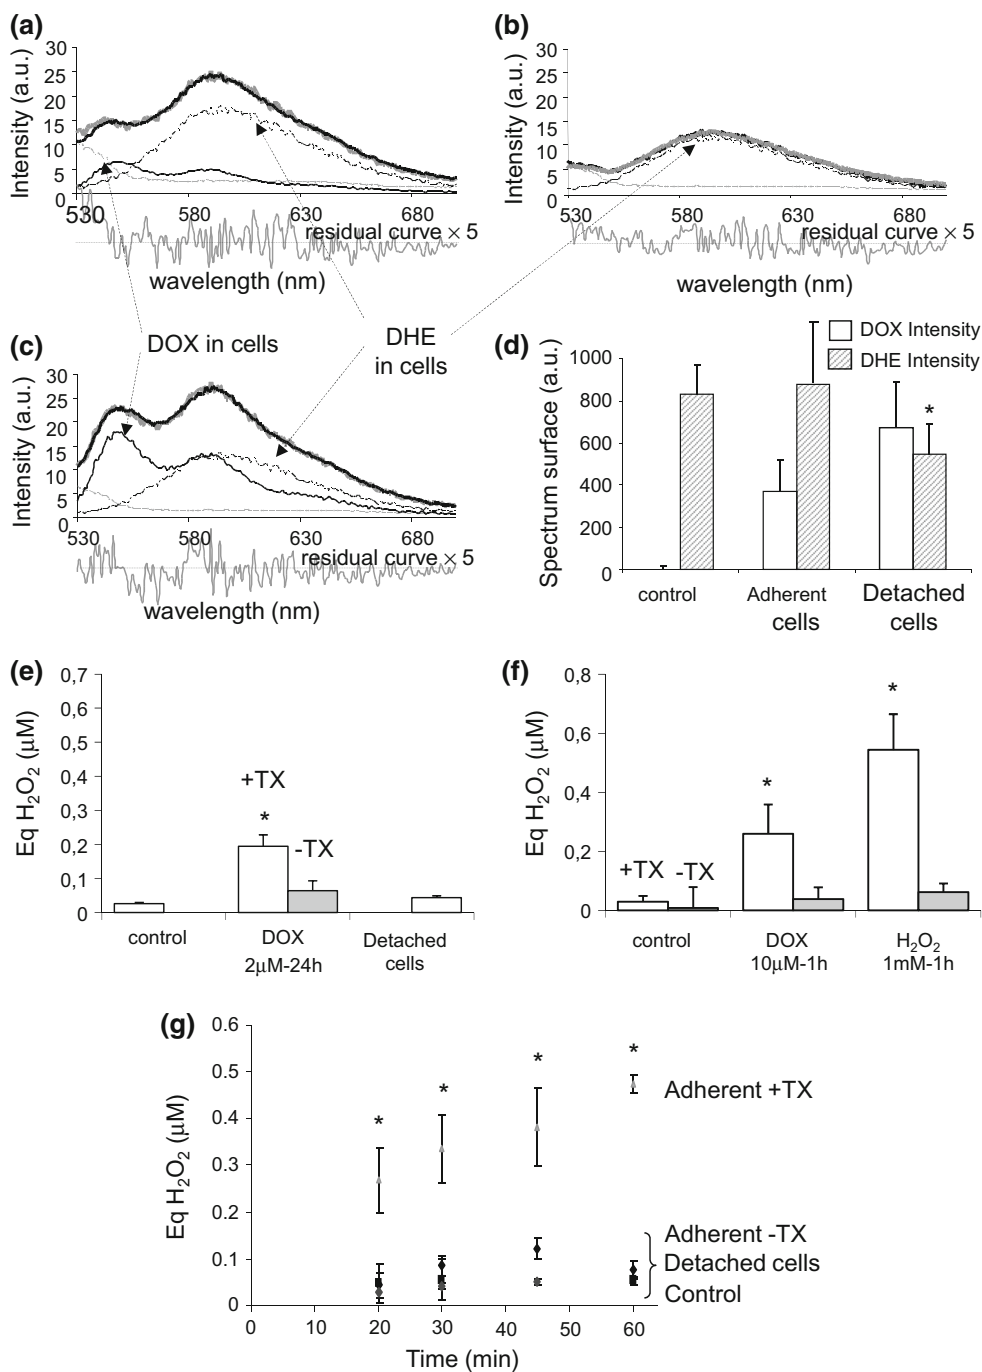 (a)
30
25
20
15
10
5
0
Intensity (a.u.)
530
580
630
680
residual curve × 5
wavelength (nm)
(b)
30
25
20
15
10
5
0
Intensity (a.u.)
530
580
630
680
residual curve × 5
wavelength (nm)
DOX in cells
DHE
in cells
(c)
30
25
20
15
10
5
0
Intensity (a.u.)
530
580
630
680
residual curve × 5
wavelength (nm)
(d)
DOX Intensity
DHE Intensity
1000
800
600
400
200
0
Spectrum surface (a.u.)
*
control
Adherent
cells
Detached
cells
(e)
0,7
0,6
0,5
0,4
0,3
0,2
0,1
0
Eq H₂O₂ (μM)
+TX
*
-TX
control
DOX
2μM-24h
Detached
cells
(f)
0,8
0,6
0,4
0,2
0
Eq H₂O₂ (μM)
+TX -TX
*
*
control
DOX
10μM-1h
H₂O₂
1mM-1h
(g)
0.6
0.5
0.4
0.3
0.2
0.1
0
Eq H₂O₂ (μM)
*
*
*
*
Adherent +TX
Adherent -TX
Detached cells
Control
0 10 20 30 40 50 60
Time (min)